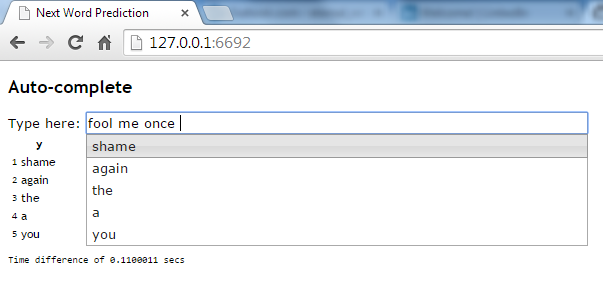 Next Word Prediction
127.0.0.1:6692
Auto-complete
Type here: fool me once
y
1 shame
2 again
3 the
4 a
5 you
shame
again
the
a
you
Time difference of 0.1100011 secs